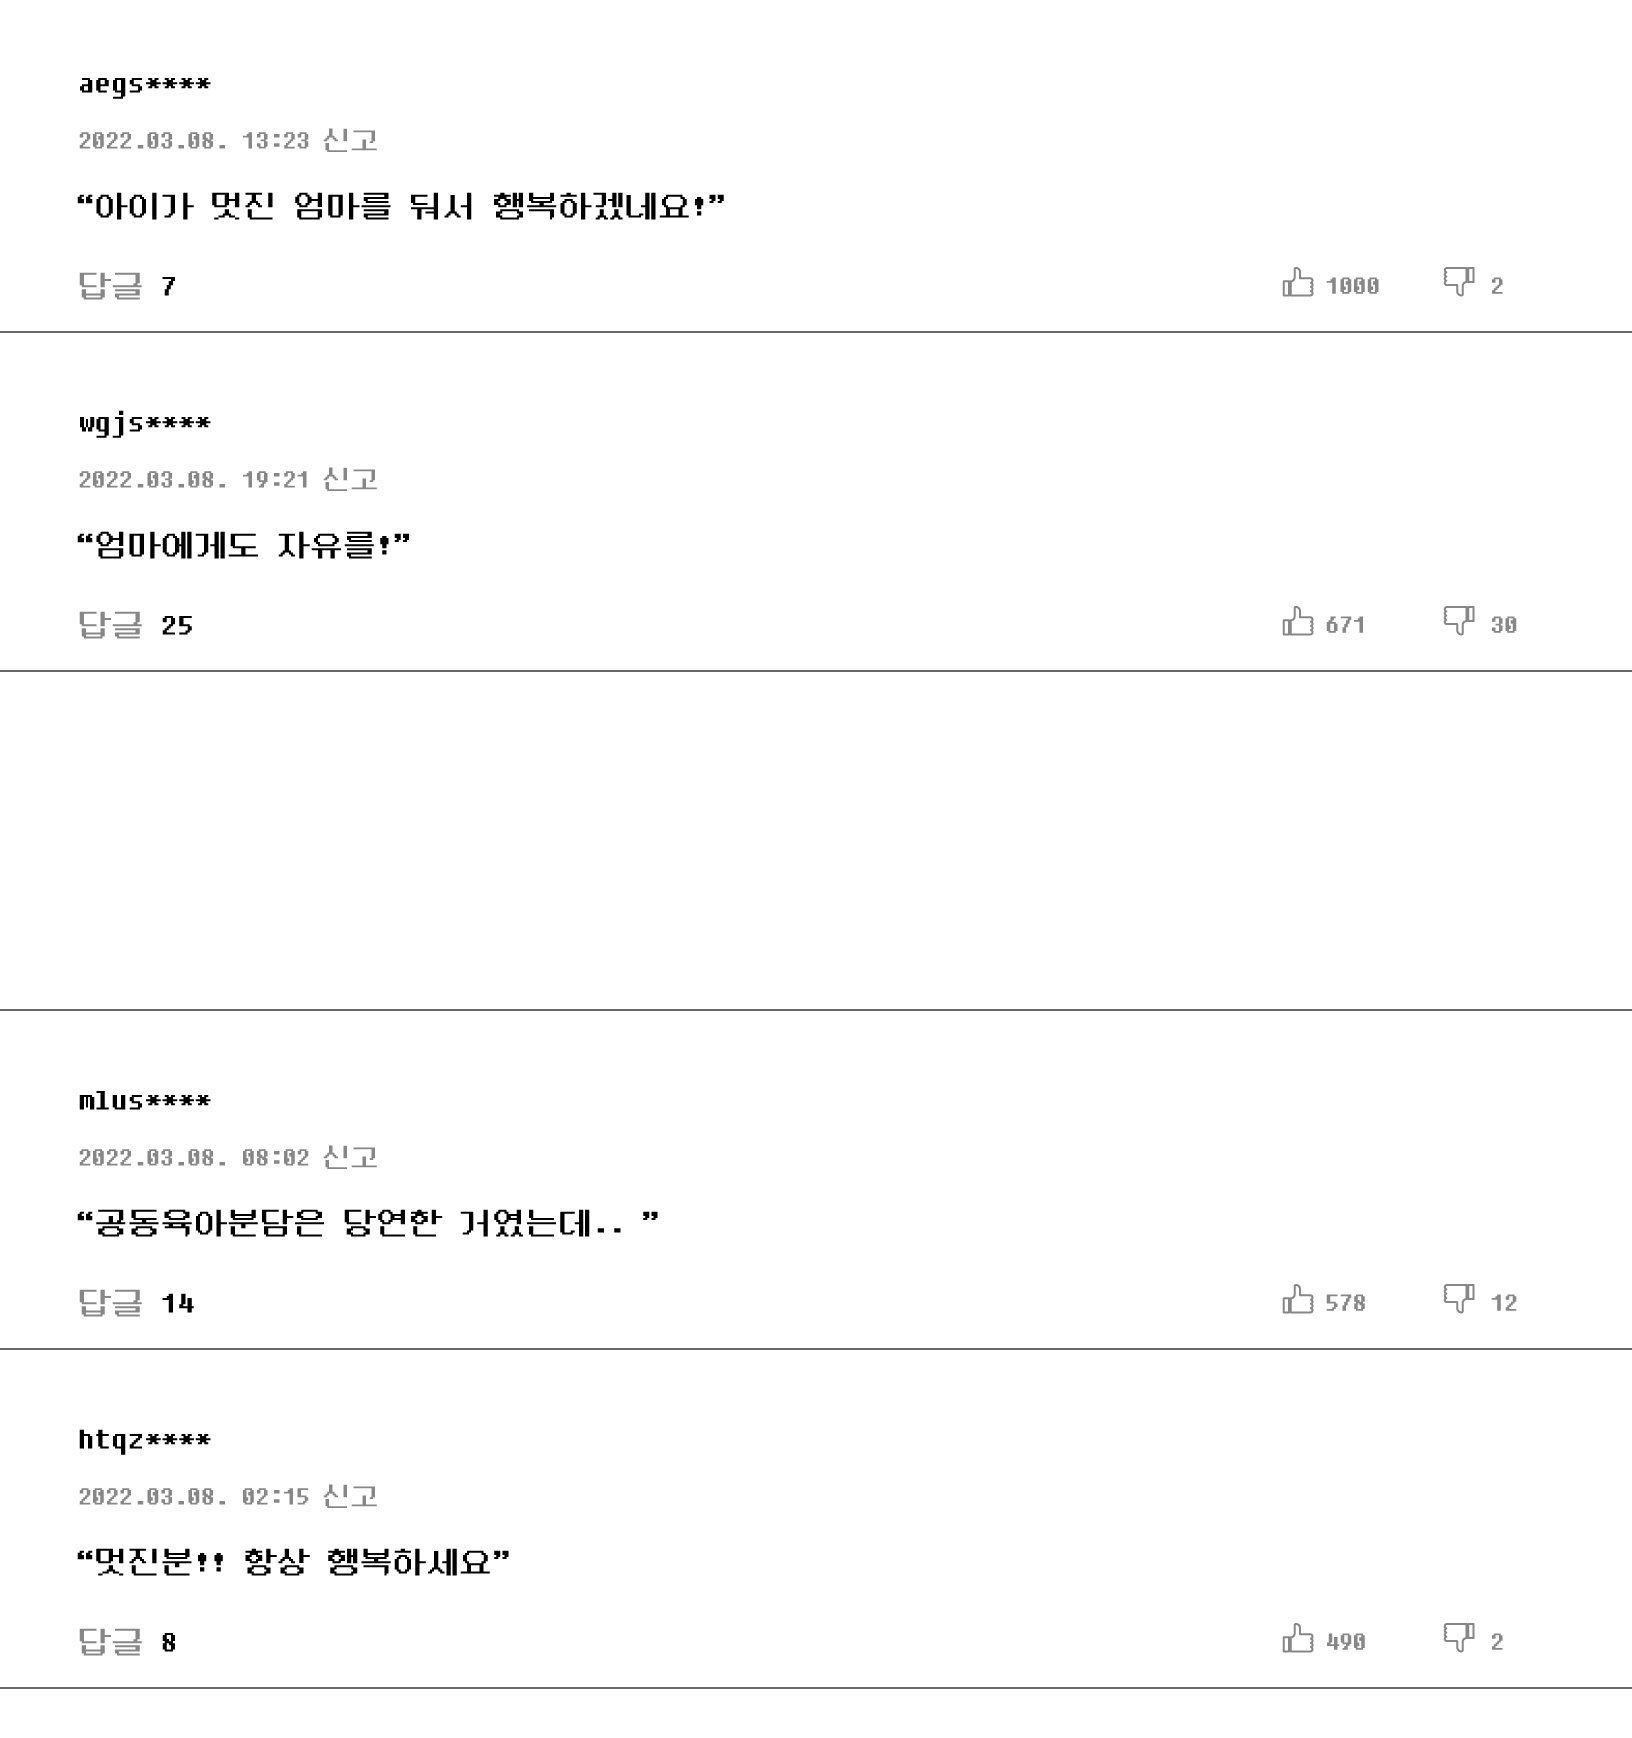 aegs****
2022.03.08. 13:23 신고
“아이가 멋진 엄마를 둬서 행복하겠네요!”
답글 7 1000 2
wgjs****
2022.03.08. 19:21 신고
“엄마에게도 자유를!”
답글 25 671 30
mlus****
2022.03.08. 08:02 신고
“공동육아분담은 당연한 거였는데.. ”
답글 14 578 12
htqz****
2022.03.08. 02:15 신고
“멋진분!! 항상 행복하세요”
답글 8 490 2